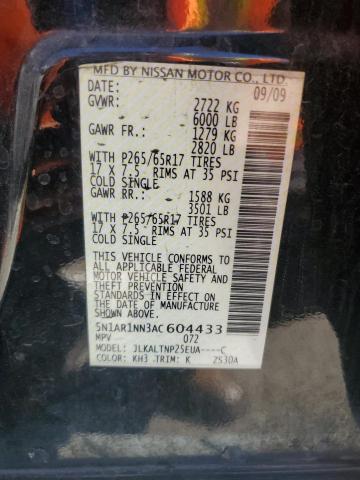 MFD BY NISSAN MOTOR CO., LTD.
DATE: 09/09
GVWR: 2722 KG
6000 LB
GAWR FR.: 1279 KG
2820 LB
WITH P265/65R17 TIRES
17 X 7.5 RIMS AT 35 PSI
COLD SINGLE
GAWR RR.: 1588 KG
3501 LB
WITH P265/65R17 TIRES
17 X 7.5 RIMS AT 35 PSI
COLD SINGLE
THIS VEHICLE CONFORMS TO
ALL APPLICABLE FEDERAL
MOTOR VEHICLE SAFETY AND
THEFT PREVENTION
STANDARDS IN EFFECT ON
THE DATE OF MANUFACTURE
SHOWN ABOVE.
5N1AR1NN3AC604433
MPV 072
MODEL: JLKALTNP25EUA----C
COLOR: KH3 TRIM: K 2530A